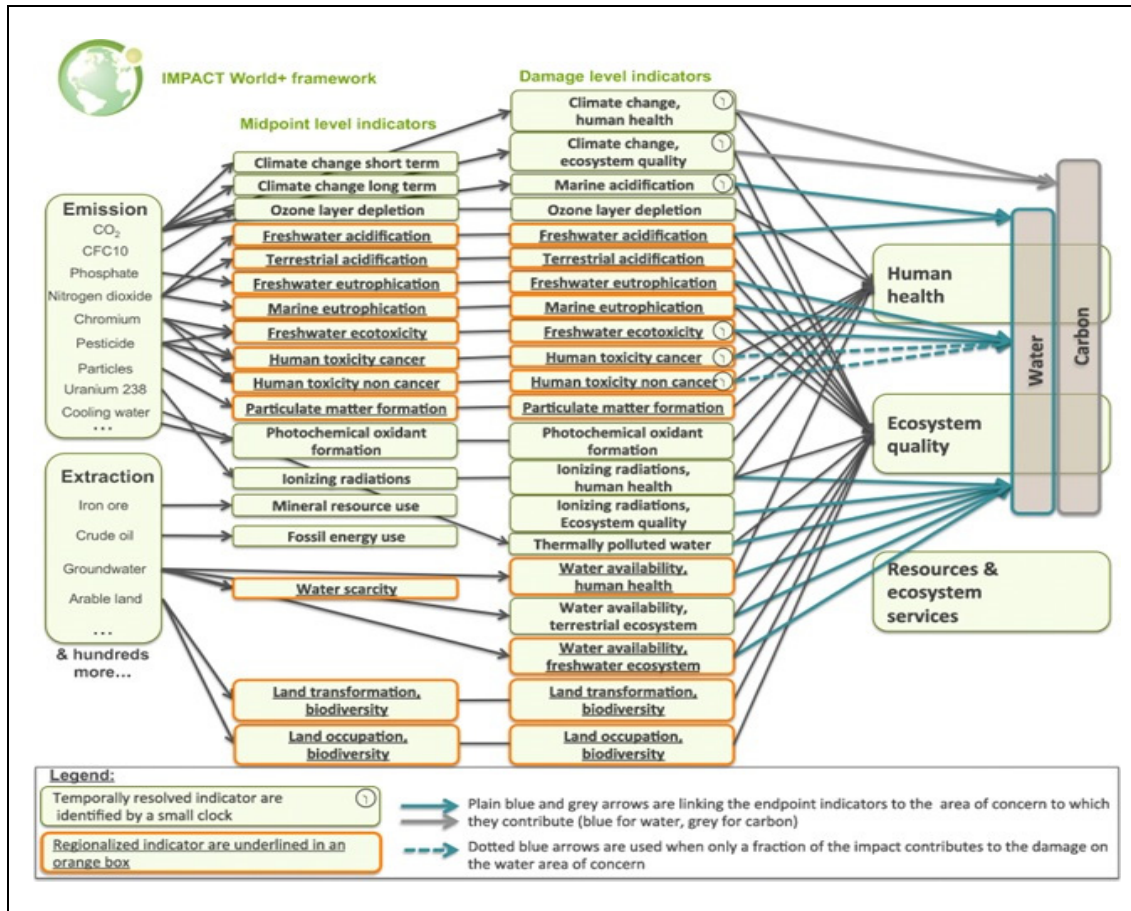 IMPACT World+ framework
Damage level indicators
Midpoint level indicators
Emission
CO2
CFC10
Phosphate
Nitrogen dioxide
Chromium
Pesticide
Particles
Uranium 238
Cooling water
...
Extraction
Iron ore
Crude oil
Groundwater
Arable land
...
& hundreds
more...
Climate change short term
Climate change long term
Ozone layer depletion
Freshwater acidification
Terrestrial acidification
Freshwater eutrophication
Marine eutrophication
Freshwater ecotoxicity
Human toxicity cancer
Human toxicity non cancer
Particulate matter formation
Photochemical oxidant
formation
Ionizing radiations
Mineral resource use
Fossil energy use
Water scarcity
Land transformation,
biodiversity
Land occupation,
biodiversity
Climate change,
human health
Climate change,
ecosystem quality
Marine acidification
Ozone layer depletion
Freshwater acidification
Terrestrial acidification
Freshwater eutrophication
Marine eutrophication
Freshwater ecotoxicity
Human toxicity cancer
Human toxicity non cancer
Particulate matter formation
Photochemical oxidant
formation
Ionizing radiations,
human health
Ionizing radiations,
Ecosystem quality
Thermally polluted water
Water availability,
human health
Water availability,
terrestrial ecosystem
Water availability,
freshwater ecosystem
Land transformation,
biodiversity
Land occupation,
biodiversity
Human
health
Ecosystem
quality
Resources &
ecosystem
services
Water
Carbon
Legend:
Temporally resolved indicator are
identified by a small clock
Regionalized indicator are underlined in an
orange box
Plain blue and grey arrows are linking the endpoint indicators to the area of concern to which
they contribute (blue for water, grey for carbon)
Dotted blue arrows are used when only a fraction of the impact contributes to the damage on
the water area of concern